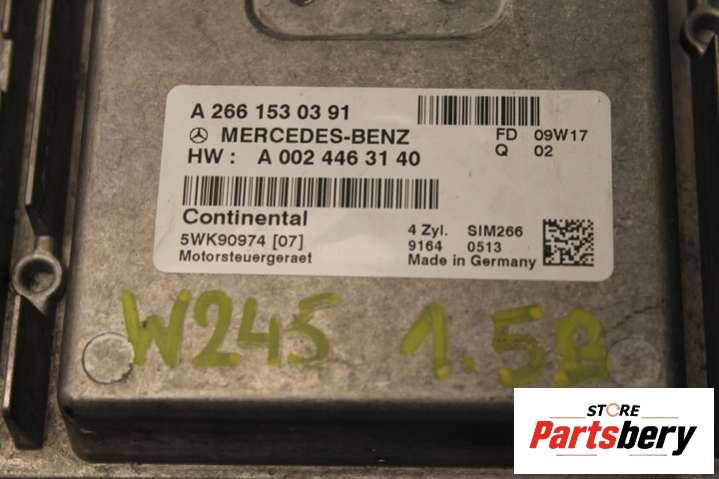 A 266 153 03 91
MERCEDES-BENZ FD 09W17
HW : A 002 446 31 40 Q 02
Continental
5WK90974 [07] 4 Zyl. SIM266
9164 0513
Motorsteuergeraet Made in Germany
W245 1.5B
STORE
Partsbery